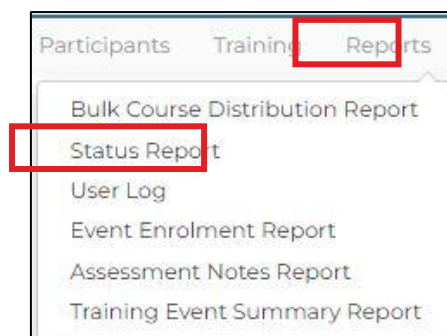 Participants Training Reports
Bulk Course Distribution Report
Status Report
User Log
Event Enrolment Report
Assessment Notes Report
Training Event Summary Report